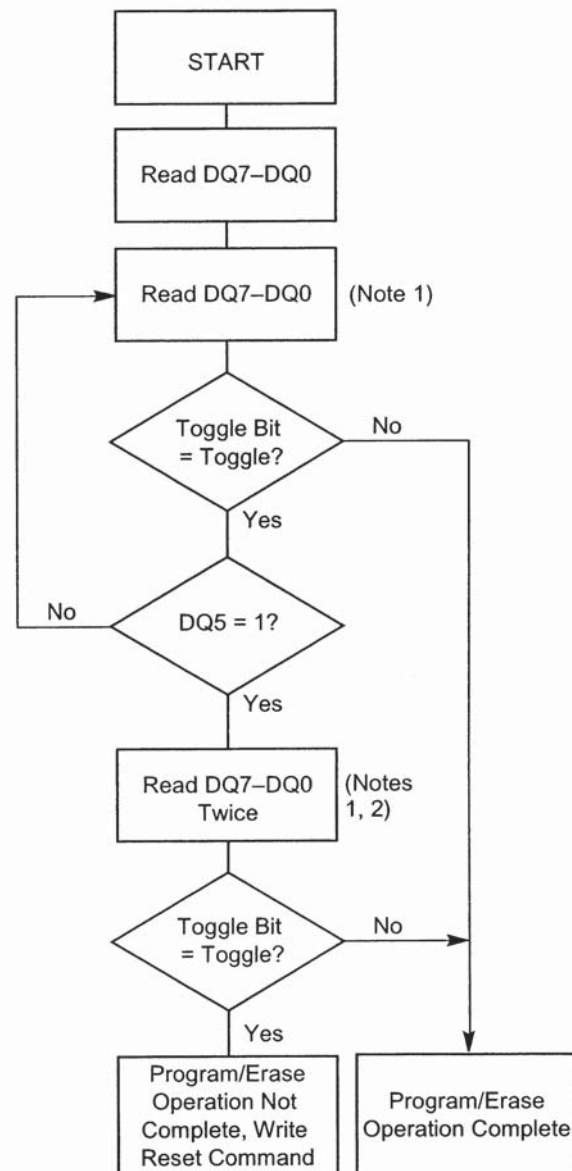 START
Read DQ7–DQ0
Read DQ7–DQ0
(Note 1)
Toggle Bit
= Toggle?
No
Yes
No
DQ5 = 1?
Yes
Read DQ7–DQ0
Twice
(Notes
1, 2)
Toggle Bit
= Toggle?
No
Yes
Program/Erase
Operation Not
Complete, Write
Reset Command
Program/Erase
Operation Complete